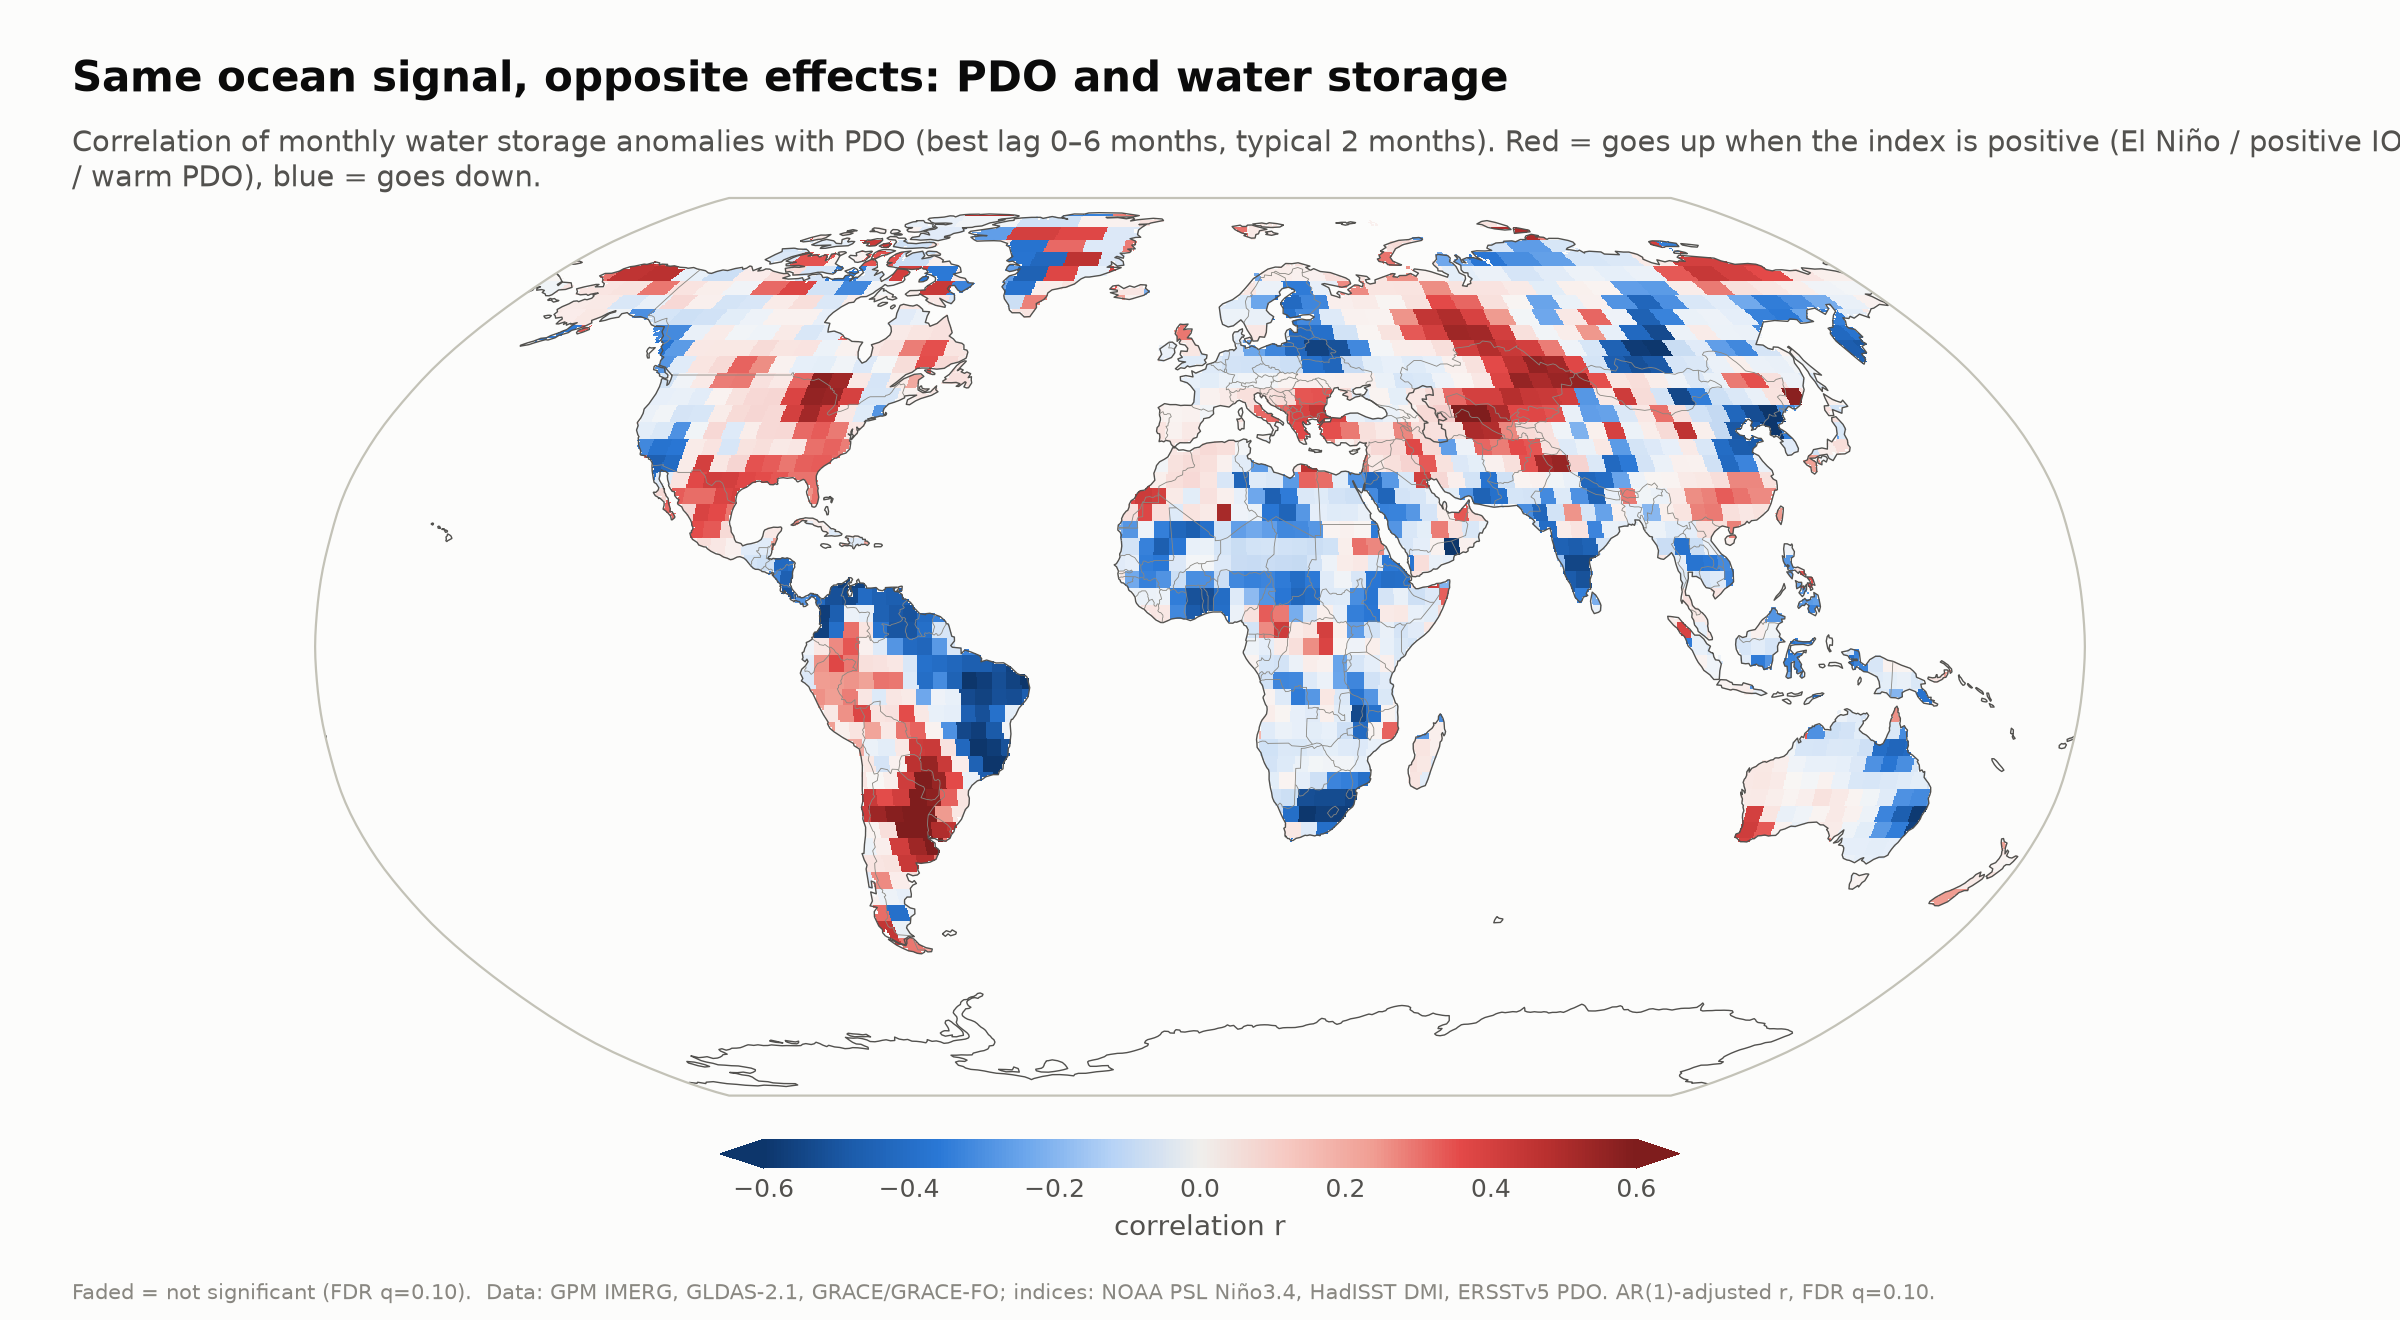 Same ocean signal, opposite effects: PDO and water storage
Correlation of monthly water storage anomalies with PDO (best lag 0–6 months, typical 2 months). Red = goes up when the index is positive (El Niño / positive IO
/ warm PDO), blue = goes down.
−0.6 −0.4 −0.2 0.0 0.2 0.4 0.6
correlation r
Faded = not significant (FDR q=0.10). Data: GPM IMERG, GLDAS-2.1, GRACE/GRACE-FO; indices: NOAA PSL Niño3.4, HadISST DMI, ERSSTv5 PDO. AR(1)-adjusted r, FDR q=0.10.